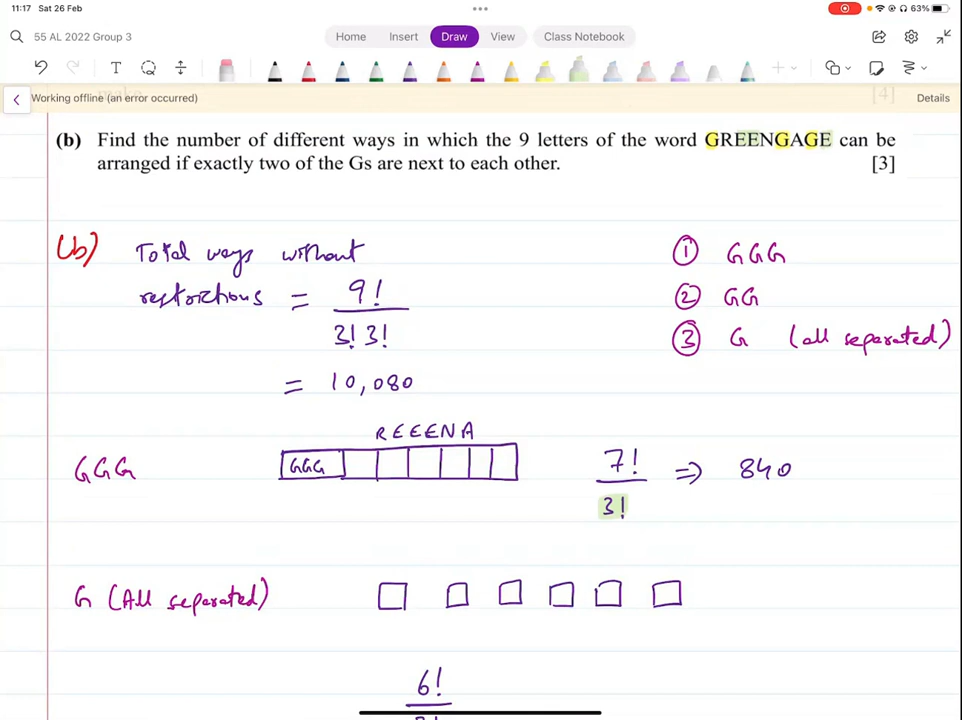 11:17 Sat 26 Feb
63%
55 AL 2022 Group 3
Home Insert Draw View Class Notebook
T
Working offline (an error occurred)
Details
[4]
(b) Find the number of different ways in which the 9 letters of the word GREENGAGE can be
arranged if exactly two of the Gs are next to each other. [3]
(b) Total ways without
restrictions = 9!
3! 3!
= 10,080
① GGG
② GG
③ G (all separated)
REEENA
GGG
GGG
7!
3!
⇒ 840
G (All separated)
6!